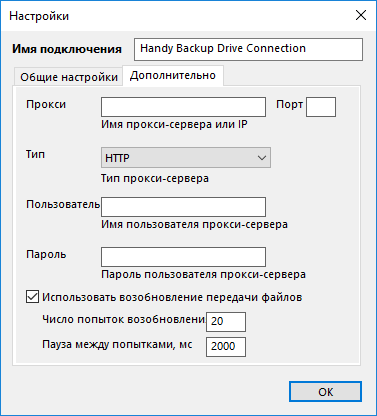 Настройки
Имя подключения Handy Backup Drive Connection
Общие настройки Дополнительно
Прокси Порт
Имя прокси-сервера или IP
Тип HTTP
Тип прокси-сервера
Пользователь
Имя пользователя прокси-сервера
Пароль
Пароль пользователя прокси-сервера
Использовать возобновление передачи файлов
Число попыток возобновлени 20
Пауза между попытками, мс 2000
OK